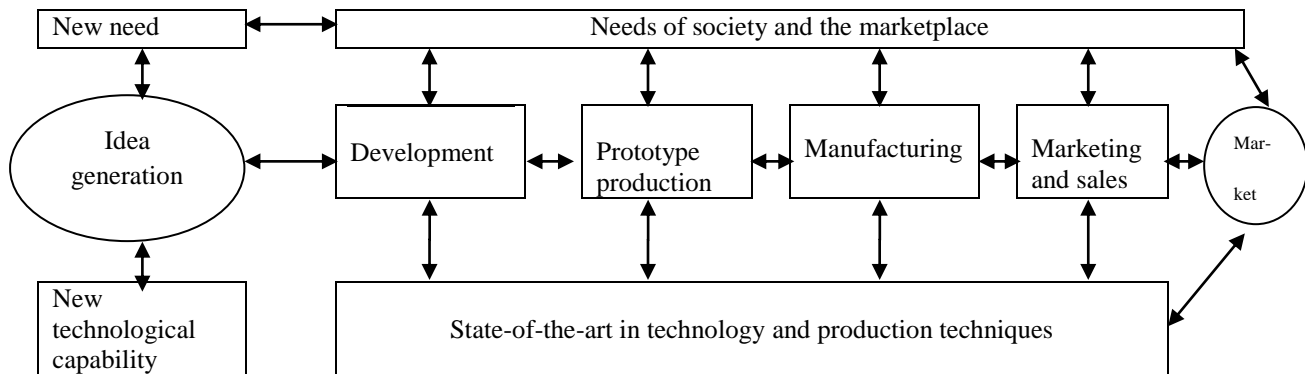 New need
Needs of society and the marketplace
Idea
generation
Development
Prototype
production
Manufacturing
Marketing
and sales
Mar-
ket
New
technological
capability
State-of-the-art in technology and production techniques